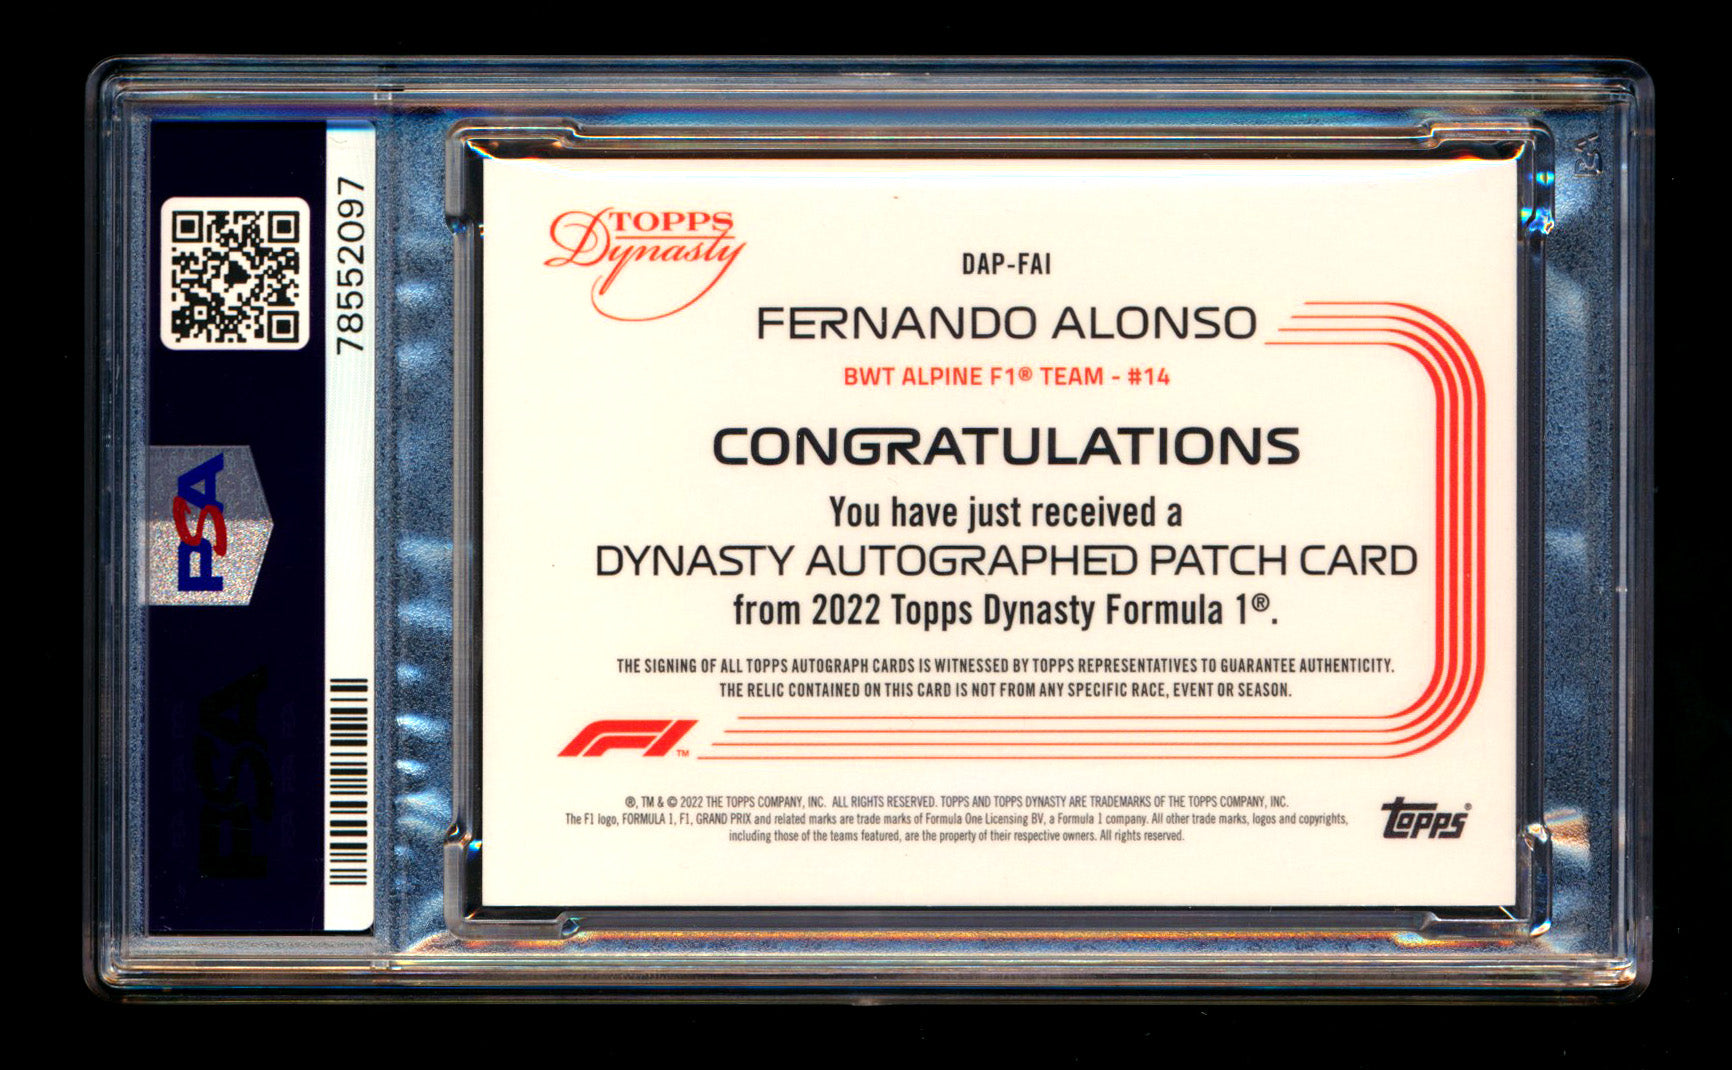 TOPPS
Dynasty
DAP-FAI
FERNANDO ALONSO
BWT ALPINE F1® TEAM - #14
CONGRATULATIONS
You have just received a
DYNASTY AUTOGRAPHED PATCH CARD
from 2022 Topps Dynasty Formula 1®.
THE SIGNING OF ALL TOPPS AUTOGRAPH CARDS IS WITNESSED BY TOPPS REPRESENTATIVES TO GUARANTEE AUTHENTICITY.
THE RELIC CONTAINED ON THIS CARD IS NOT FROM ANY SPECIFIC RACE, EVENT OR SEASON.
F1™
®, TM & © 2022 THE TOPPS COMPANY, INC. ALL RIGHTS RESERVED. TOPPS AND TOPPS DYNASTY ARE TRADEMARKS OF THE TOPPS COMPANY, INC.
The F1 logo, FORMULA 1, F1, GRAND PRIX and related marks are trade marks of Formula One Licensing BV, a Formula 1 company. All other trade marks, logos and copyrights,
including those of the teams featured, are the property of their respective owners. All rights reserved.
topps®
78552097
PSA
PSA
PSA